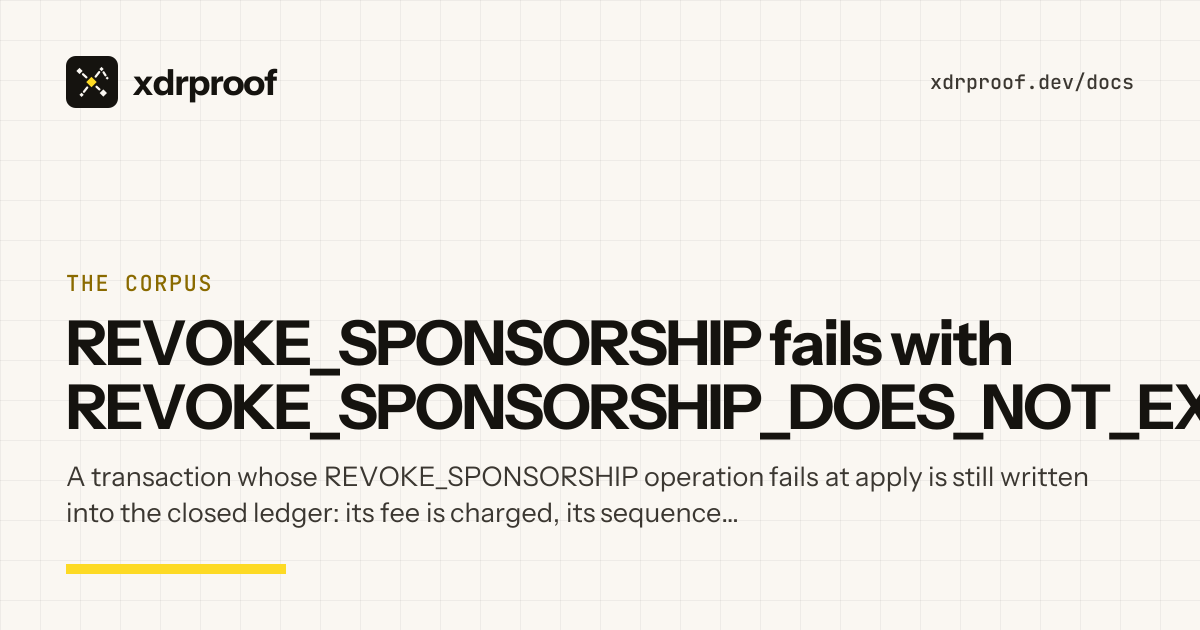 xdrproof
xdrproof.dev/docs
THE CORPUS
REVOKE_SPONSORSHIP fails with
REVOKE_SPONSORSHIP_DOES_NOT_EX
A transaction whose REVOKE_SPONSORSHIP operation fails at apply is still written
into the closed ledger: its fee is charged, its sequence...